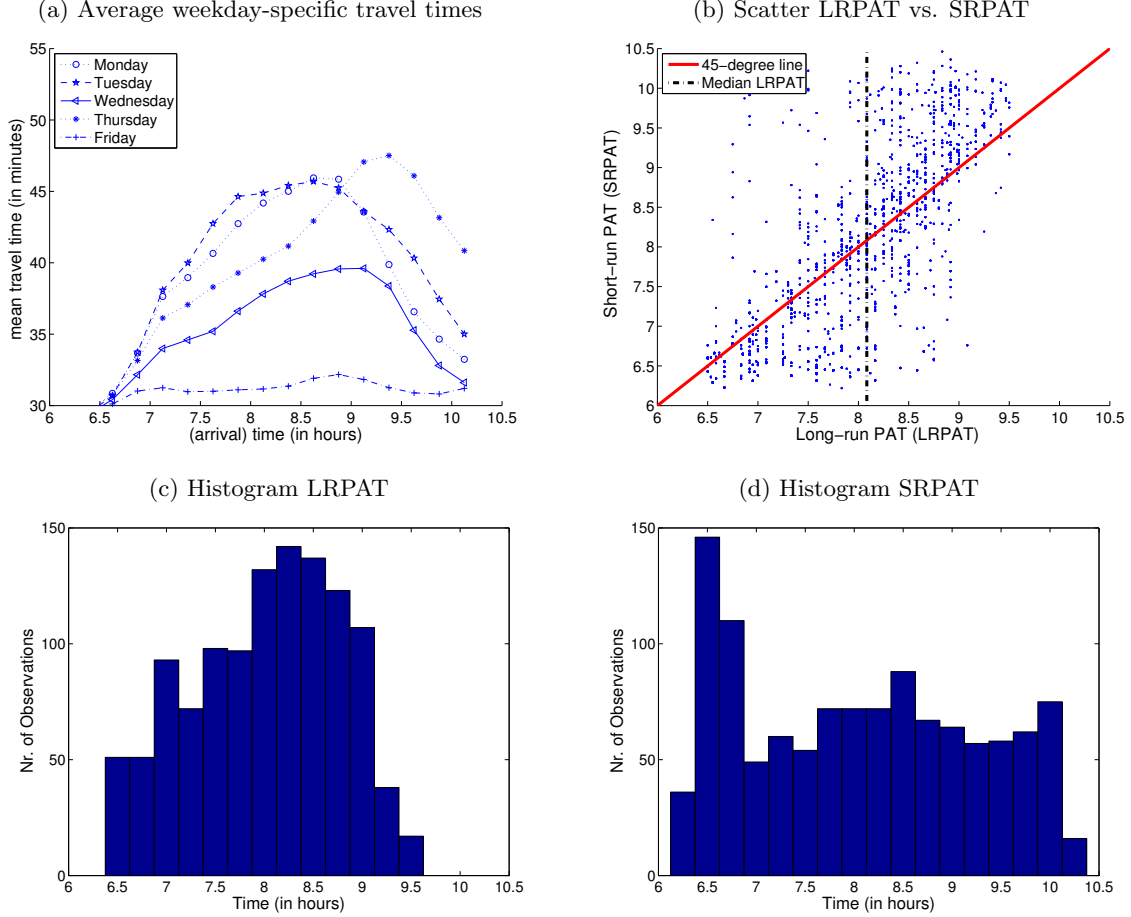 (a) Average weekday-specific travel times
55
50
45
40
35
30
mean travel time (in minutes)
Monday
Tuesday
Wednesday
Thursday
Friday
6 6.5 7 7.5 8 8.5 9 9.5 10 10.5
(arrival) time (in hours)
(b) Scatter LRPAT vs. SRPAT
10.5
10
9.5
9
8.5
8
7.5
7
6.5
6
Short−run PAT (SRPAT)
45−degree line
Median LRPAT
6 6.5 7 7.5 8 8.5 9 9.5 10 10.5
Long−run PAT (LRPAT)
(c) Histogram LRPAT
150
100
50
0
Nr. of Observations
6 6.5 7 7.5 8 8.5 9 9.5 10 10.5
Time (in hours)
(d) Histogram SRPAT
150
100
50
0
Nr. of Observations
6 6.5 7 7.5 8 8.5 9 9.5 10 10.5
Time (in hours)